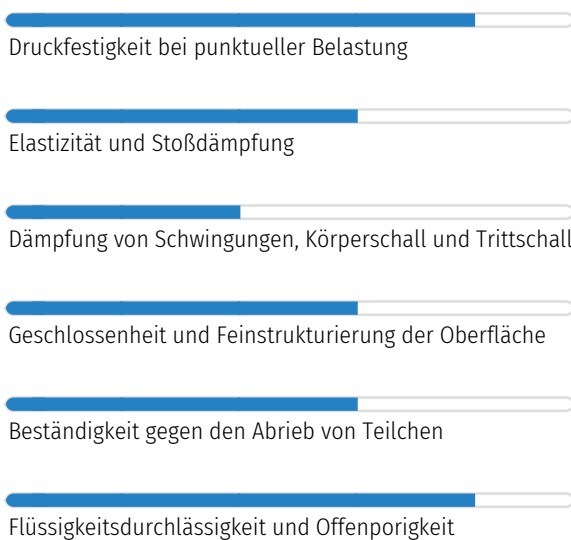 Druckfestigkeit bei punktueller Belastung
Elastizität und Stoßdämpfung
Dämpfung von Schwingungen, Körperschall und Trittschall
Geschlossenheit und Feinstrukturierung der Oberfläche
Beständigkeit gegen den Abrieb von Teilchen
Flüssigkeitsdurchlässigkeit und Offenporigkeit